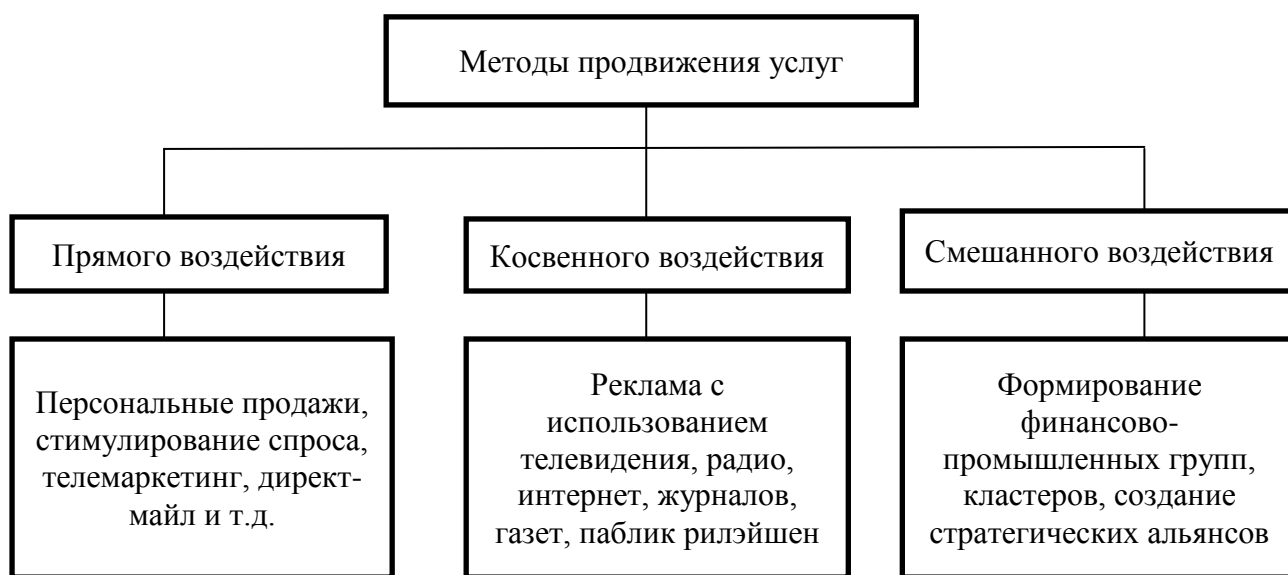 Методы продвижения услуг
Прямого воздействия
Косвенного воздействия
Смешанного воздействия
Персональные продажи,
стимулирование спроса,
телемаркетинг, директ-
майл и т.д.
Реклама с
использованием
телевидения, радио,
интернет, журналов,
газет, паблик рилэйшен
Формирование
финансово-
промышленных групп,
кластеров, создание
стратегических альянсов